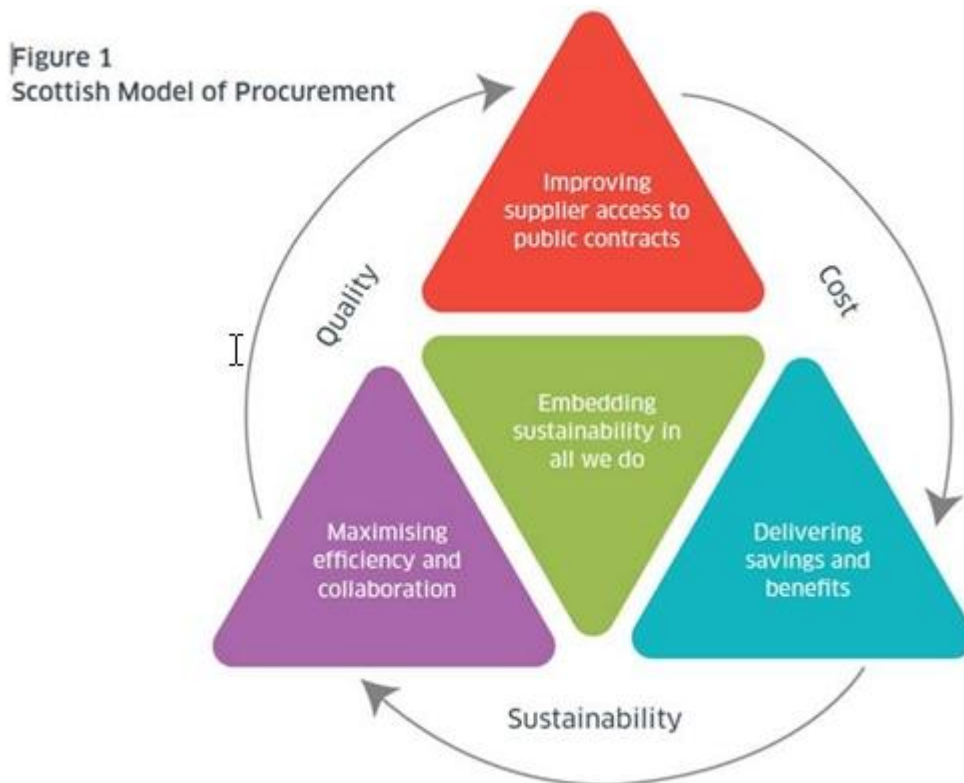 Figure 1
Scottish Model of Procurement
Improving
supplier access to
public contracts
Quality
Cost
Embedding
sustainability in
all we do
Maximising
efficiency and
collaboration
Delivering
savings and
benefits
Sustainability